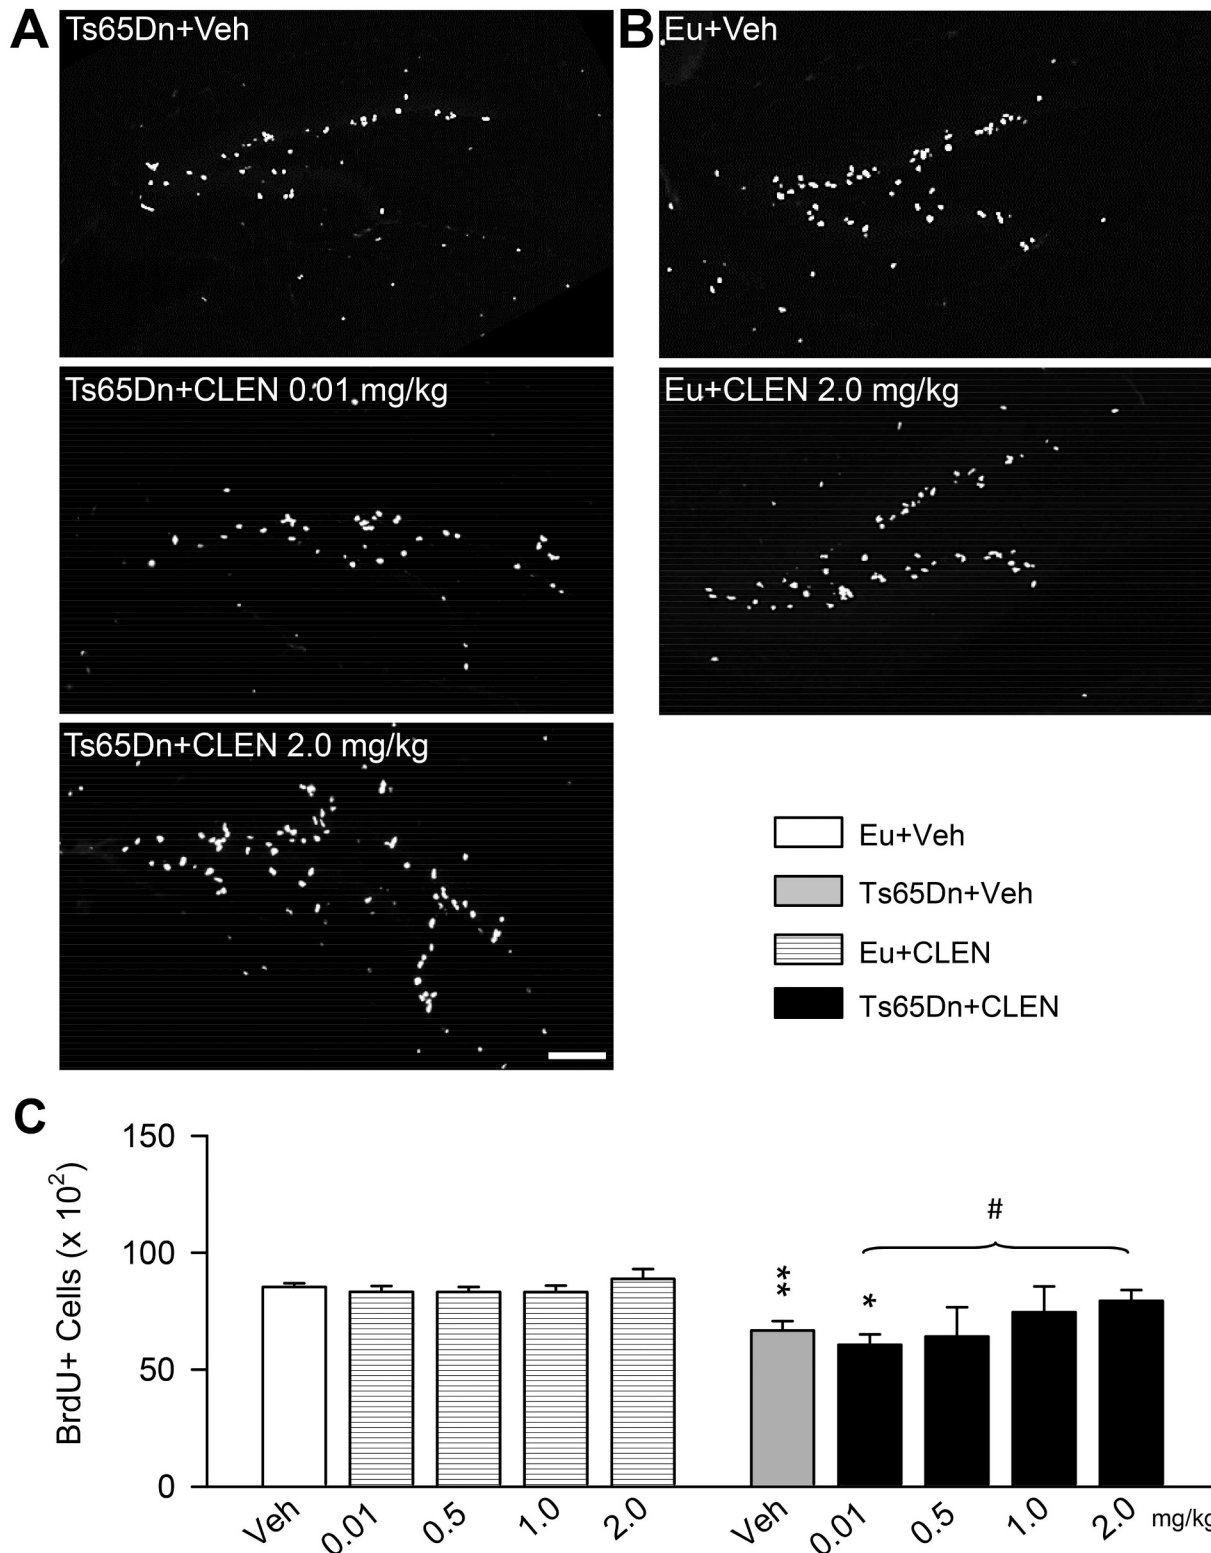 A
Ts65Dn+Veh
B
Eu+Veh
Ts65Dn+CLEN 0.01 mg/kg
Eu+CLEN 2.0 mg/kg
Ts65Dn+CLEN 2.0 mg/kg
Eu+Veh
Ts65Dn+Veh
Eu+CLEN
Ts65Dn+CLEN
C
BrdU+ Cells (x 10²)
150
100
50
0
#
**
*
Veh 0.01 0.5 1.0 2.0 Veh 0.01 0.5 1.0 2.0 mg/kg